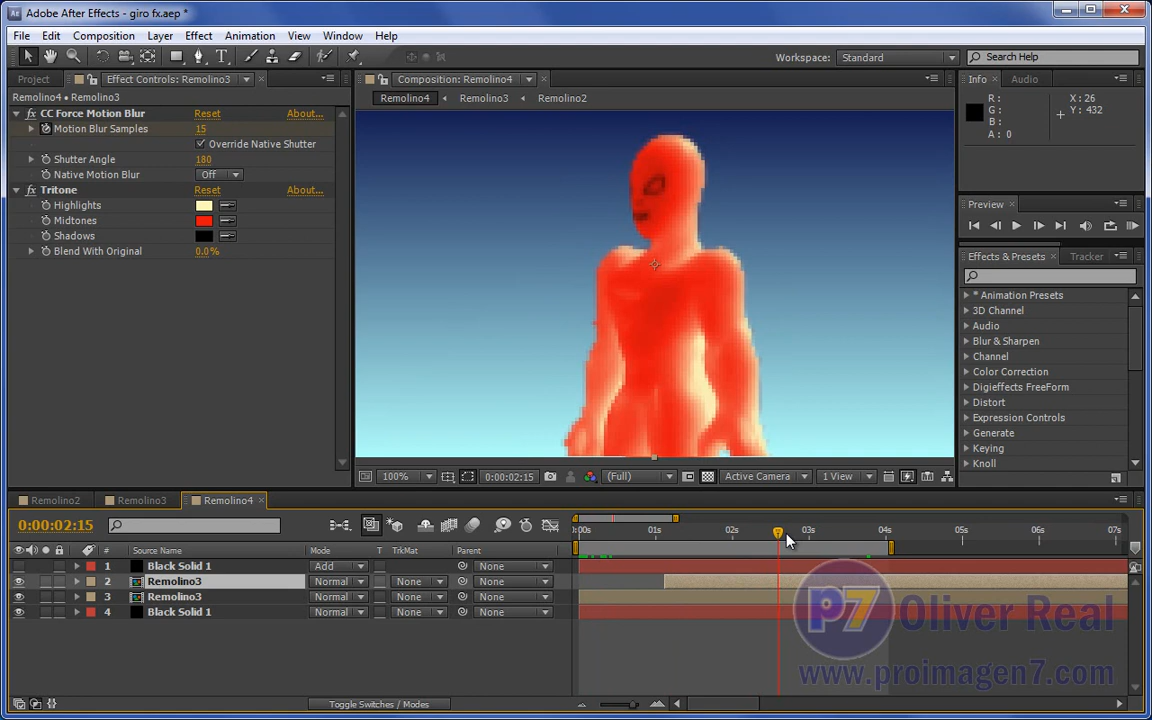 Adobe After Effects - giro fx.aep *
File Edit Composition Layer Effect Animation View Window Help
Workspace: Standard Search Help
Project Effect Controls: Remolino3
Remolino4 • Remolino3
fx CC Force Motion Blur Reset About...
Motion Blur Samples 15
Override Native Shutter
Shutter Angle 180
Native Motion Blur Off
fx Tritone Reset About...
Highlights
Midtones
Shadows
Blend With Original 0.0%
Composition: Remolino4
Remolino4 Remolino3 Remolino2
100% 0:00:02:15 (Full) Active Camera 1 View
Info Audio
R: X: 26
G: Y: 432
B:
A: 0
Preview
Effects & Presets Tracker
* Animation Presets
3D Channel
Audio
Blur & Sharpen
Channel
Color Correction
Digieffects FreeForm
Distort
Expression Controls
Generate
Keying
Knoll
Remolino2 Remolino3 Remolino4
0:00:02:15
:00s 01s 02s 03s 04s 05s 06s 07s
# Source Name Mode T TrkMat Parent
1 Black Solid 1 Add None
2 Remolino3 Normal None None
3 Remolino3 Normal None None
4 Black Solid 1 Normal None None
p7 Oliver Real
www.proimagen7.com
Toggle Switches / Modes